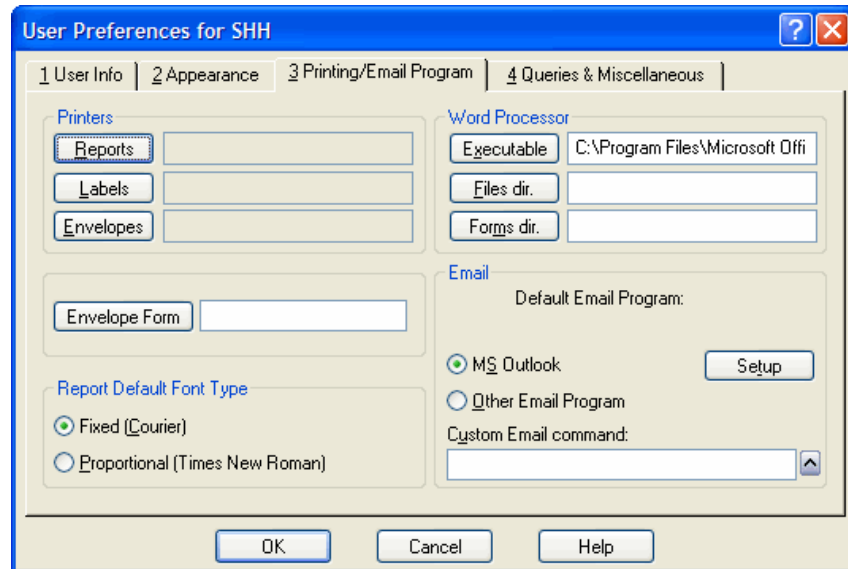 User Preferences for SHH
1 User Info
2 Appearance
3 Printing/Email Program
4 Queries & Miscellaneous
Printers
Reports
Labels
Envelopes
Envelope Form
Report Default Font Type
Fixed (Courier)
Proportional (Times New Roman)
Word Processor
Executable C:\Program Files\Microsoft Offi
Files dir.
Forms dir.
Email
Default Email Program:
MS Outlook
Setup
Other Email Program
Custom Email command:
OK
Cancel
Help